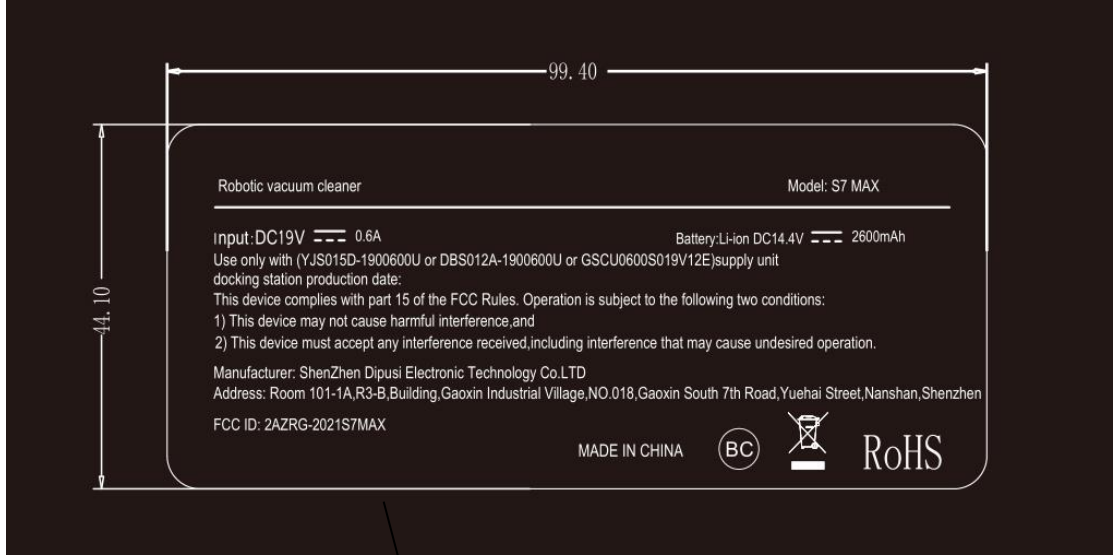 99.40
44.10
Robotic vacuum cleaner Model: S7 MAX
Input:DC19V 0.6A Battery:Li-ion DC14.4V 2600mAh
Use only with (YJS015D-1900600U or DBS012A-1900600U or GSCU0600S019V12E)supply unit
docking station production date:
This device complies with part 15 of the FCC Rules. Operation is subject to the following two conditions:
1) This device may not cause harmful interference,and
2) This device must accept any interference received,including interference that may cause undesired operation.
Manufacturer: ShenZhen Dipusi Electronic Technology Co.LTD
Address: Room 101-1A,R3-B,Building,Gaoxin Industrial Village,NO.018,Gaoxin South 7th Road,Yuehai Street,Nanshan,Shenzhen
FCC ID: 2AZRG-2021S7MAX
MADE IN CHINA BC RoHS